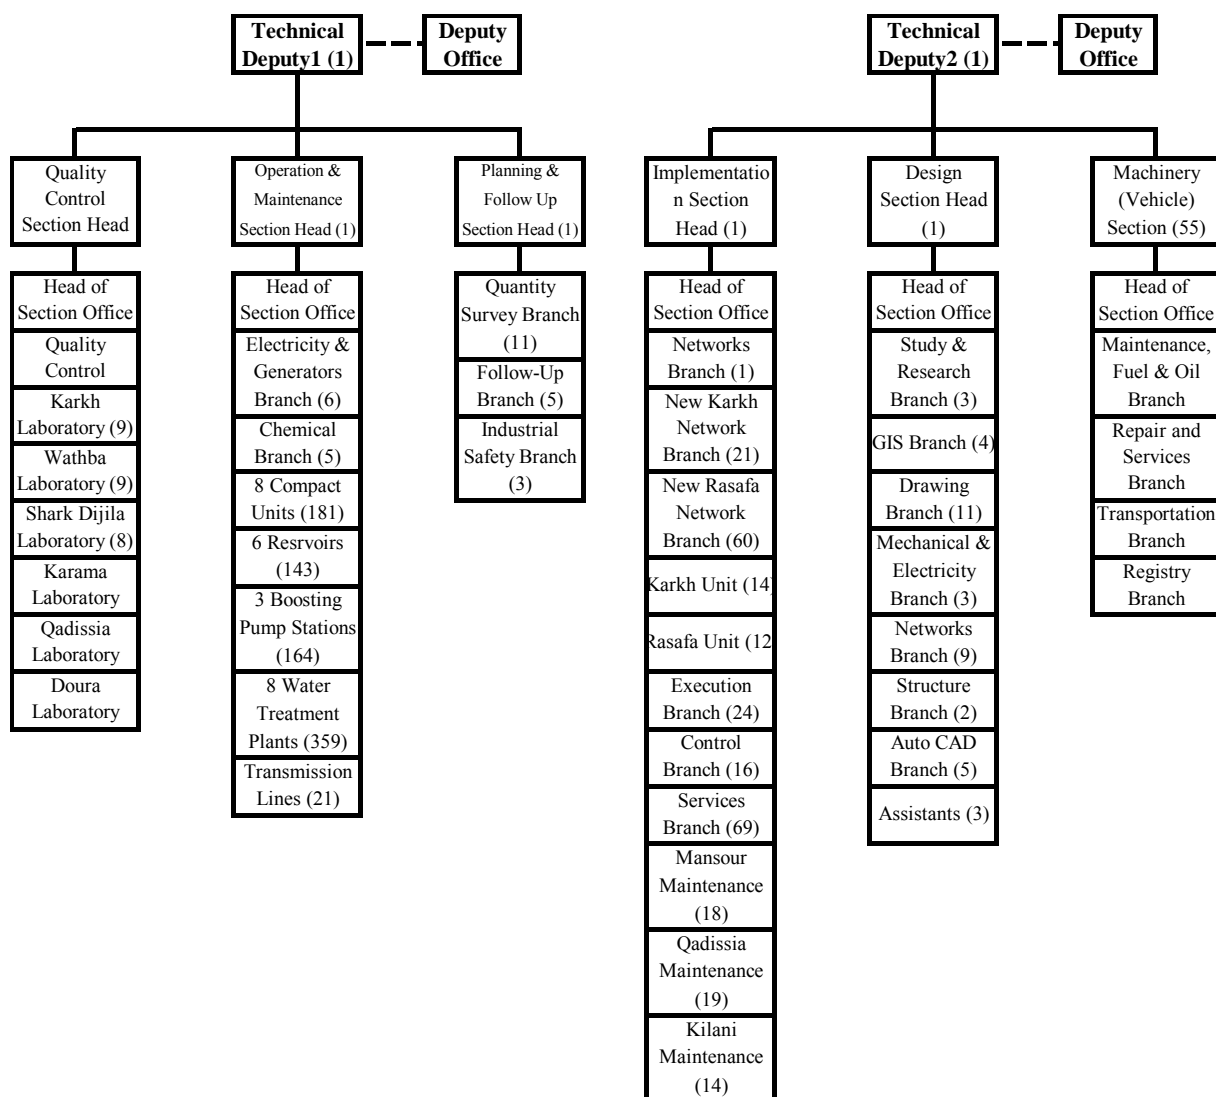 Technical
Deputy1 (1)
Deputy
Office
Technical
Deputy2 (1)
Deputy
Office
Quality
Control
Section Head
Operation &
Maintenance
Section Head (1)
Planning &
Follow Up
Section Head (1)
Implementatio
n Section
Head (1)
Design
Section Head
(1)
Machinery
(Vehicle)
Section (55)
Head of
Section Office
Quality
Control
Karkh
Laboratory (9)
Wathba
Laboratory (9)
Shark Dijila
Laboratory (8)
Karama
Laboratory
Qadissia
Laboratory
Doura
Laboratory
Head of
Section Office
Electricity &
Generators
Branch (6)
Chemical
Branch (5)
8 Compact
Units (181)
6 Resrvoirs
(143)
3 Boosting
Pump Stations
(164)
8 Water
Treatment
Plants (359)
Transmission
Lines (21)
Quantity
Survey Branch
(11)
Follow-Up
Branch (5)
Industrial
Safety Branch
(3)
Head of
Section Office
Networks
Branch (1)
New Karkh
Network
Branch (21)
New Rasafa
Network
Branch (60)
Karkh Unit (14)
Rasafa Unit (12
Execution
Branch (24)
Control
Branch (16)
Services
Branch (69)
Mansour
Maintenance
(18)
Qadissia
Maintenance
(19)
Kilani
Maintenance
(14)
Head of
Section Office
Study &
Research
Branch (3)
GIS Branch (4)
Drawing
Branch (11)
Mechanical &
Electricity
Branch (3)
Networks
Branch (9)
Structure
Branch (2)
Auto CAD
Branch (5)
Assistants (3)
Head of
Section Office
Maintenance,
Fuel & Oil
Branch
Repair and
Services
Branch
Transportation
Branch
Registry
Branch